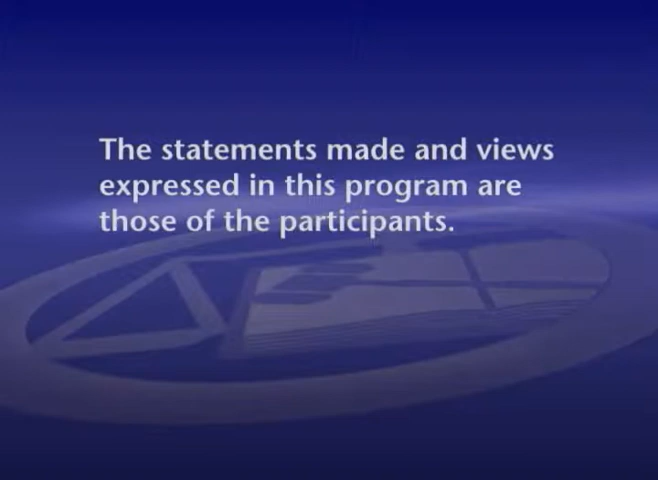 The statements made and views
expressed in this program are
those of the participants.